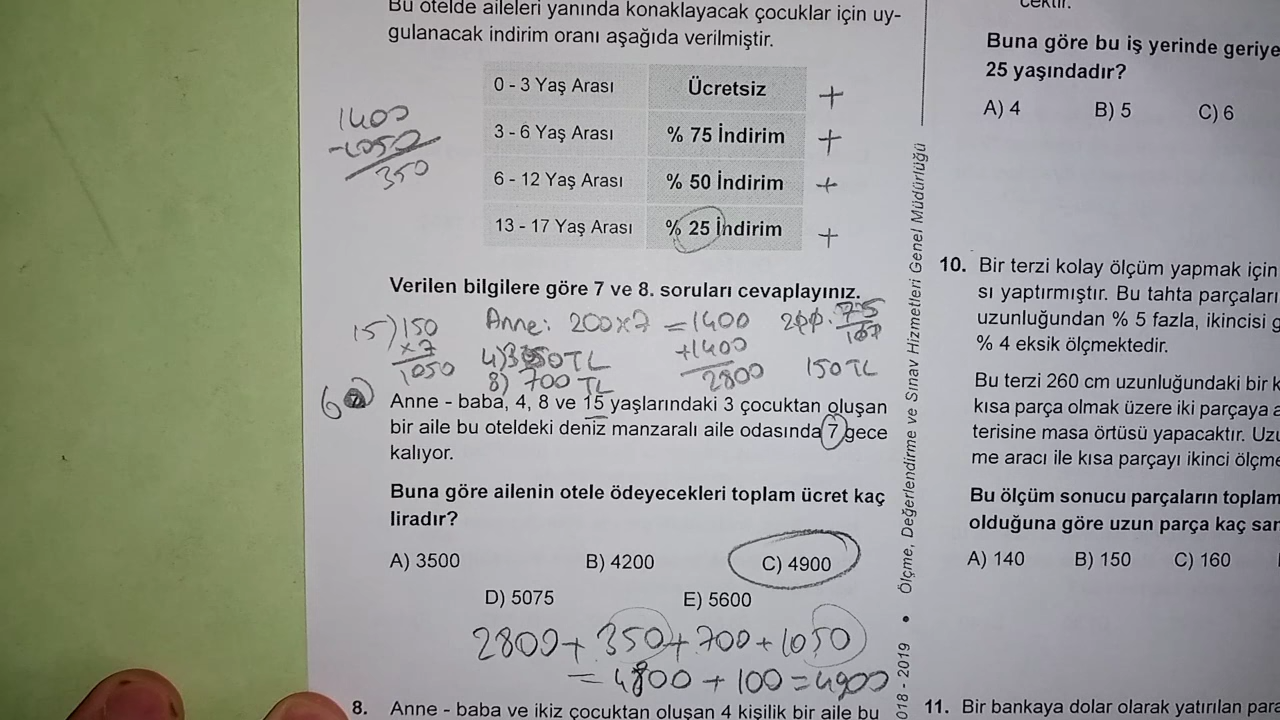 Bu otelde aileleri yanında konaklayacak çocuklar için uy-
gulanacak indirim oranı aşağıda verilmiştir.
0 - 3 Yaş Arası Ücretsiz +
3 - 6 Yaş Arası % 75 İndirim +
6 - 12 Yaş Arası % 50 İndirim +
13 - 17 Yaş Arası % 25 İndirim +
1400
-1050
350
Verilen bilgilere göre 7 ve 8. soruları cevaplayınız.
15) 150
x7
1050
Anne: 200x7 = 1400
+1400
2800
200. 75
100
150 TL
4) 350 TL
8) 700 TL
6
Anne - baba, 4, 8 ve 15 yaşlarındaki 3 çocuktan oluşan
bir aile bu oteldeki deniz manzaralı aile odasında 7 gece
kalıyor.
Buna göre ailenin otele ödeyecekleri toplam ücret kaç
liradır?
A) 3500 B) 4200 C) 4900
D) 5075 E) 5600
2800 + 350 + 700 + 1050
= 4800 + 100 = 4900
8. Anne - baba ve ikiz çocuktan oluşan 4 kişilik bir aile bu
018 - 2019 • Ölçme, Değerlendirme ve Sınav Hizmetleri Genel Müdürlüğü
Buna göre bu iş yerinde geriye
25 yaşındadır?
A) 4 B) 5 C) 6
10. Bir terzi kolay ölçüm yapmak için
sı yaptırmıştır. Bu tahta parçaları
uzunluğundan % 5 fazla, ikincisi g
% 4 eksik ölçmektedir.
Bu terzi 260 cm uzunluğundaki bir k
kısa parça olmak üzere iki parçaya a
terisine masa örtüsü yapacaktır. Uzu
me aracı ile kısa parçayı ikinci ölçme
Bu ölçüm sonucu parçaların toplam
olduğuna göre uzun parça kaç san
A) 140 B) 150 C) 160
11. Bir bankaya dolar olarak yatırılan para